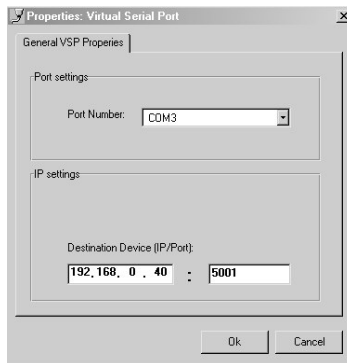 Properties: Virtual Serial Port
General VSP Properies
Port settings
Port Number: COM3
IP settings
Destination Device (IP/Port):
192.168. 0 . 40 : 5001
Ok Cancel